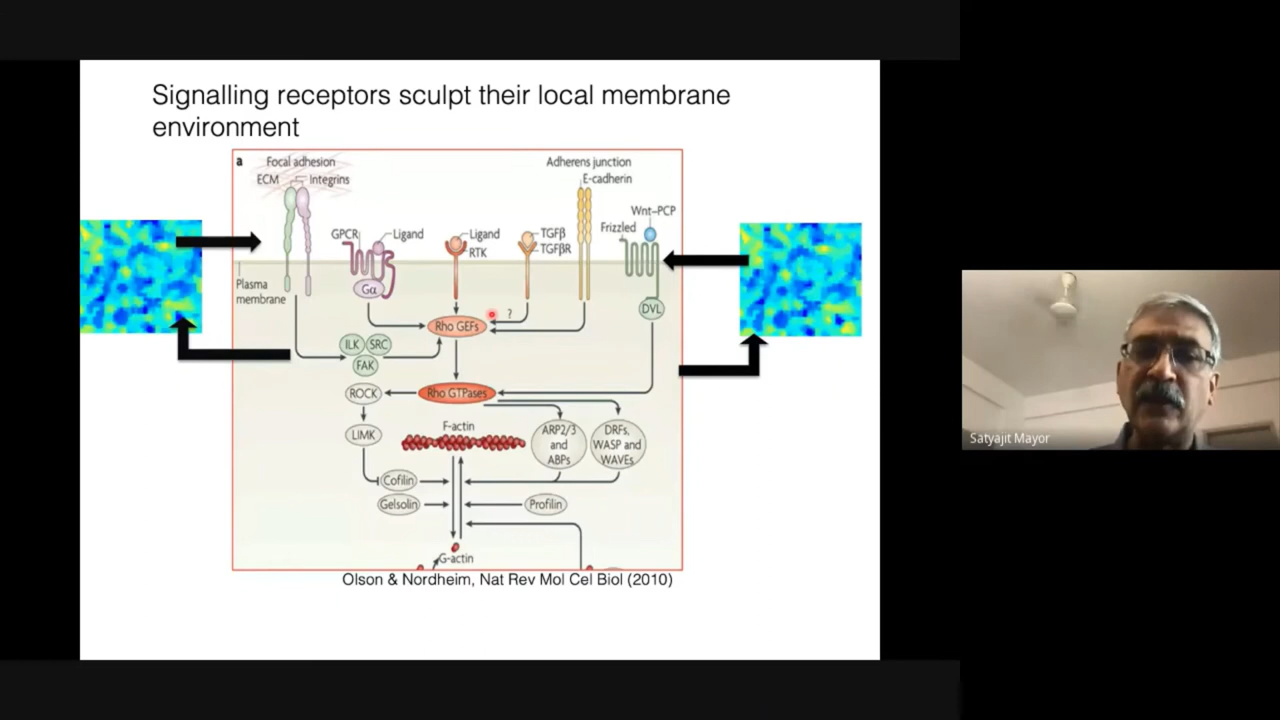 Signalling receptors sculpt their local membrane
environment
a
Focal adhesion
ECM
Integrins
Adherens junction
E-cadherin
Wnt–PCP
Frizzled
GPCR
Ligand
Ligand
RTK
TGFβ
TGFβR
Plasma
membrane
Gα
DVL
?
Rho GEFs
ILK
SRC
FAK
ROCK
Rho GTPases
LIMK
F-actin
ARP2/3
and
ABPs
DRFs,
WASP and
WAVEs
Cofilin
Gelsolin
Profilin
G-actin
Olson & Nordheim, Nat Rev Mol Cel Biol (2010)
Satyajit Mayor